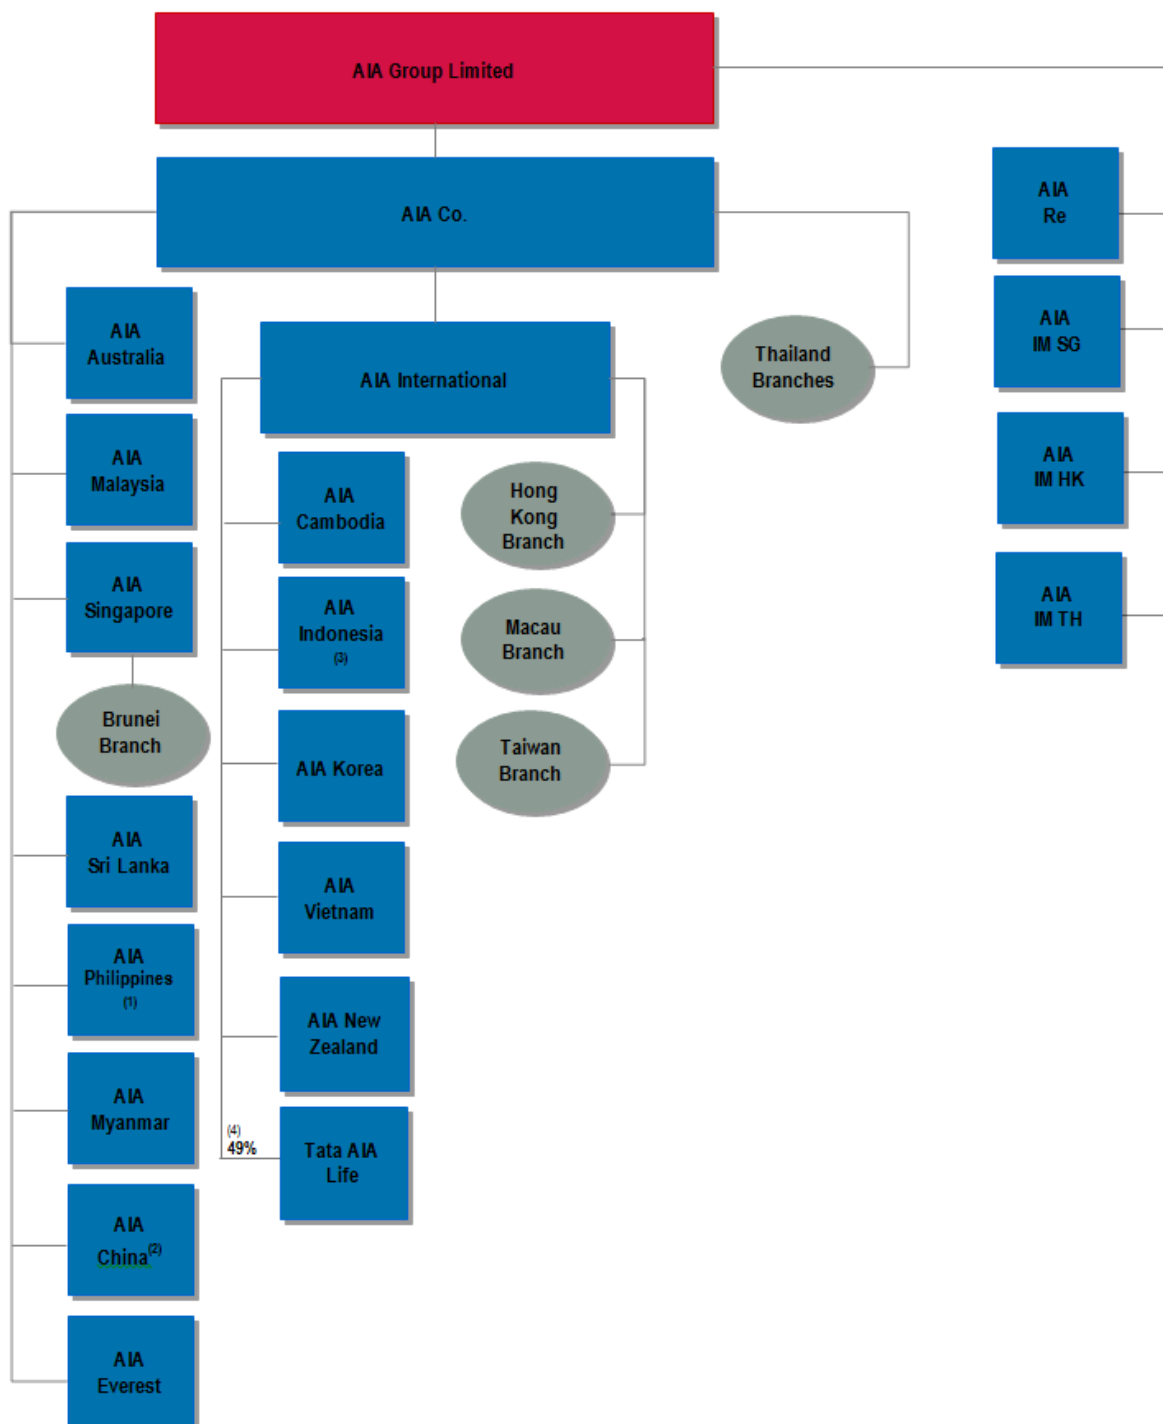 AIA Group Limited
AIA Co.
AIA
Re
AIA
IM SG
AIA
IM HK
AIA
IM TH
Thailand
Branches
AIA International
AIA
Australia
AIA
Malaysia
AIA
Singapore
Brunei
Branch
AIA
Sri Lanka
AIA
Philippines
(1)
AIA
Myanmar
AIA
China(2)
AIA
Everest
AIA
Cambodia
AIA
Indonesia
(3)
AIA Korea
AIA
Vietnam
AIA New
Zealand
(4)
49%
Tata AIA
Life
Hong
Kong
Branch
Macau
Branch
Taiwan
Branch